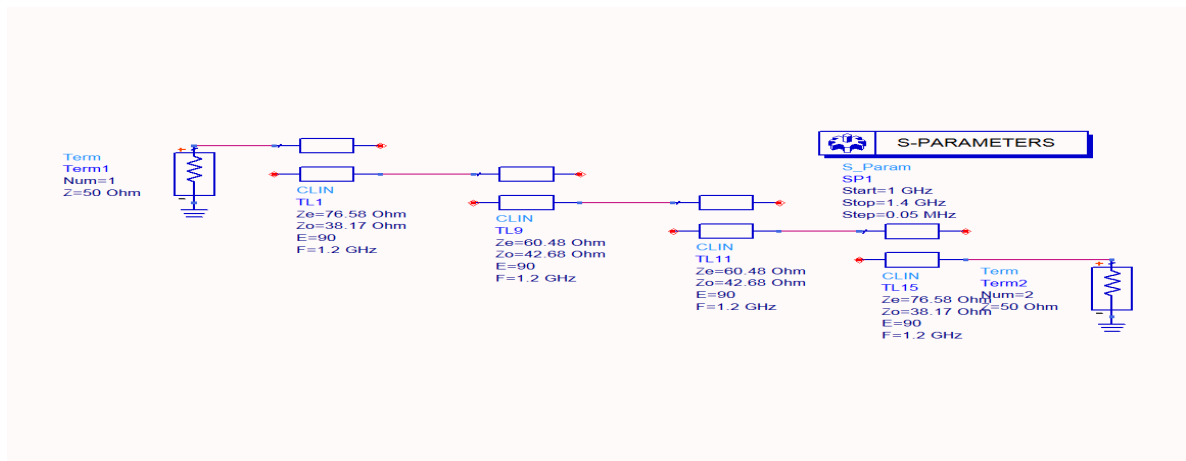 Term
Term1
Num=1
Z=50 Ohm
CLIN
TL1
Ze=76.58 Ohm
Zo=38.17 Ohm
E=90
F=1.2 GHz
CLIN
TL9
Ze=60.48 Ohm
Zo=42.68 Ohm
E=90
F=1.2 GHz
CLIN
TL11
Ze=60.48 Ohm
Zo=42.68 Ohm
E=90
F=1.2 GHz
S-PARAMETERS
S_Param
SP1
Start=1 GHz
Stop=1.4 GHz
Step=0.05 MHz
CLIN
TL15
Ze=76.58 Ohm
Zo=38.17 Ohm
E=90
F=1.2 GHz
Term
Term2
Num=2
Z=50 Ohm